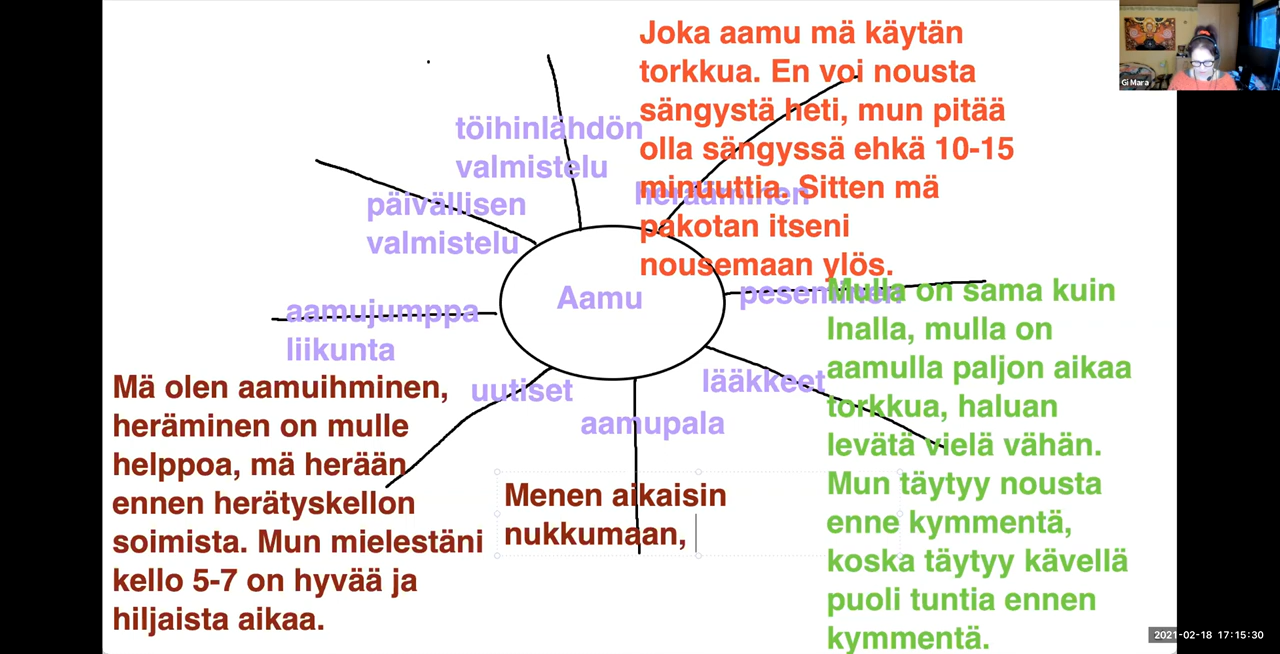 Joka aamu mä käytän
torkkua. En voi nousta
sängystä heti, mun pitää
olla sängyssä ehkä 10-15
minuuttia. Sitten mä
pakotan itseni
nousemaan ylös.
Gi Mara
töihinlähdön
valmistelu
herääminen
päivällisen
valmistelu
Aamu
peseminen
aamujumppa
liikunta
uutiset
lääkkeet
aamupala
Mulla on sama kuin
Inalla, mulla on
aamulla paljon aikaa
torkkua, haluan
levätä vielä vähän.
Mun täytyy nousta
enne kymmentä,
koska täytyy kävellä
puoli tuntia ennen
kymmentä.
Mä olen aamuihminen,
heräminen on mulle
helppoa, mä herään
ennen herätyskellon
soimista. Mun mielestäni
kello 5-7 on hyvää ja
hiljaista aikaa.
Menen aikaisin
nukkumaan,
2021-02-18 17:15:30